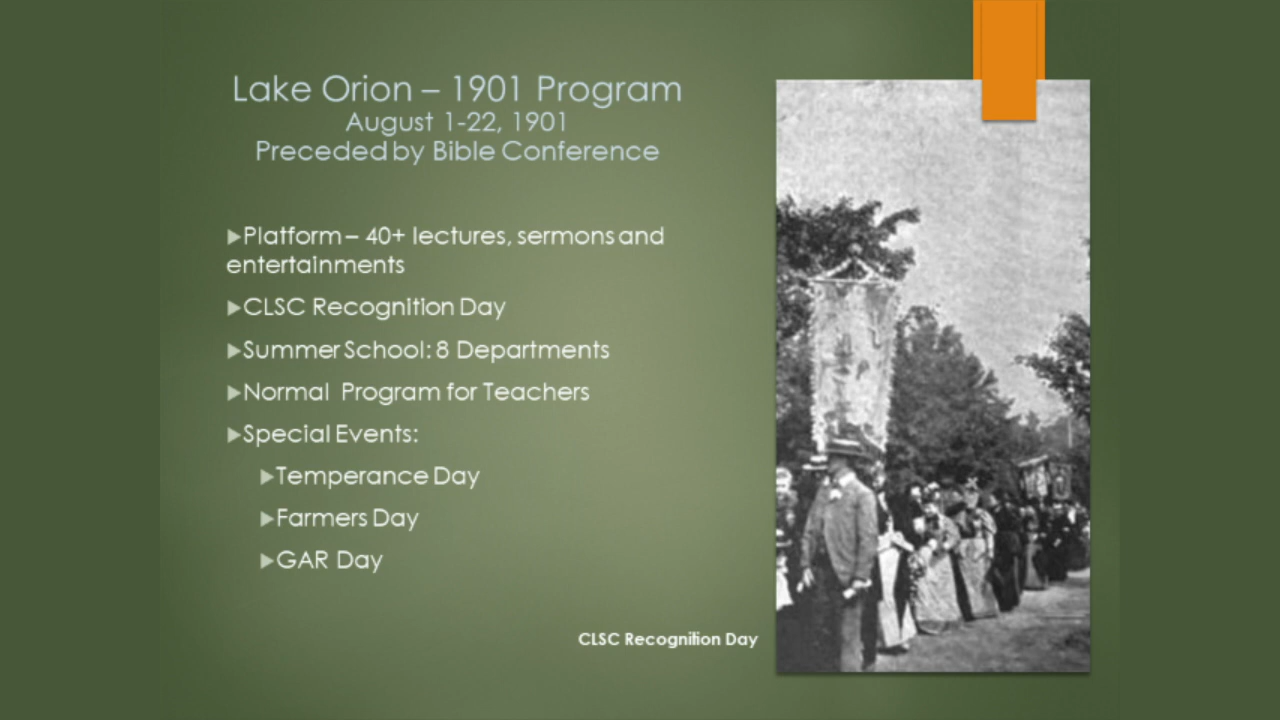 Lake Orion – 1901 Program
August 1-22, 1901
Preceded by Bible Conference
▶Platform – 40+ lectures, sermons and
entertainments
▶CLSC Recognition Day
▶Summer School: 8 Departments
▶Normal  Program for Teachers
▶Special Events:
▶Temperance Day
▶Farmers Day
▶GAR Day
CLSC Recognition Day